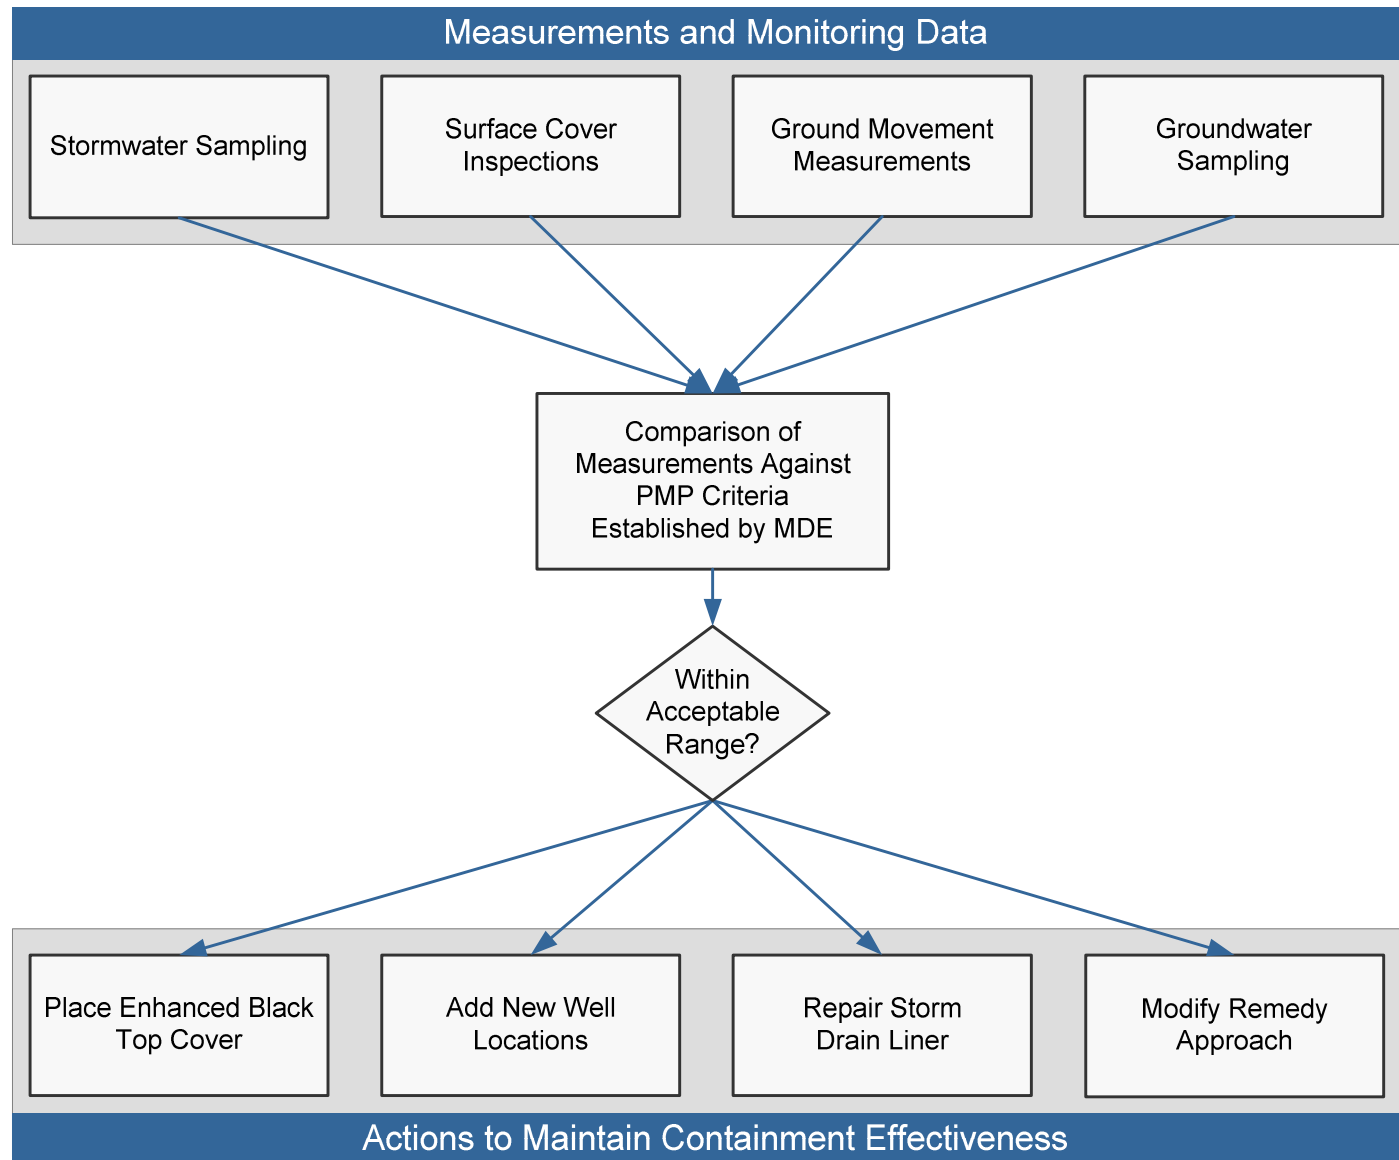 Measurements and Monitoring Data
Stormwater Sampling
Surface Cover
Inspections
Ground Movement
Measurements
Groundwater
Sampling
Comparison of
Measurements Against
PMP Criteria
Established by MDE
Within
Acceptable
Range?
Place Enhanced Black
Top Cover
Add New Well
Locations
Repair Storm
Drain Liner
Modify Remedy
Approach
Actions to Maintain Containment Effectiveness